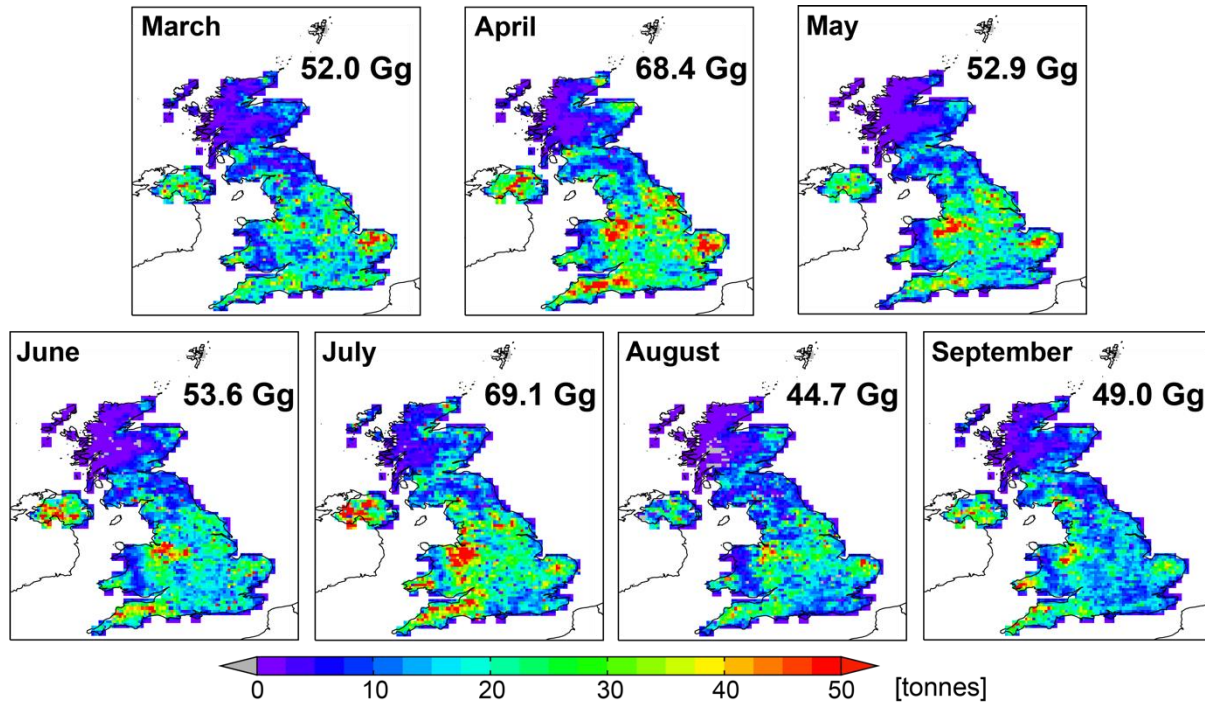 March
52.0 Gg
April
68.4 Gg
May
52.9 Gg
June
53.6 Gg
July
69.1 Gg
August
44.7 Gg
September
49.0 Gg
0 10 20 30 40 50 [tonnes]